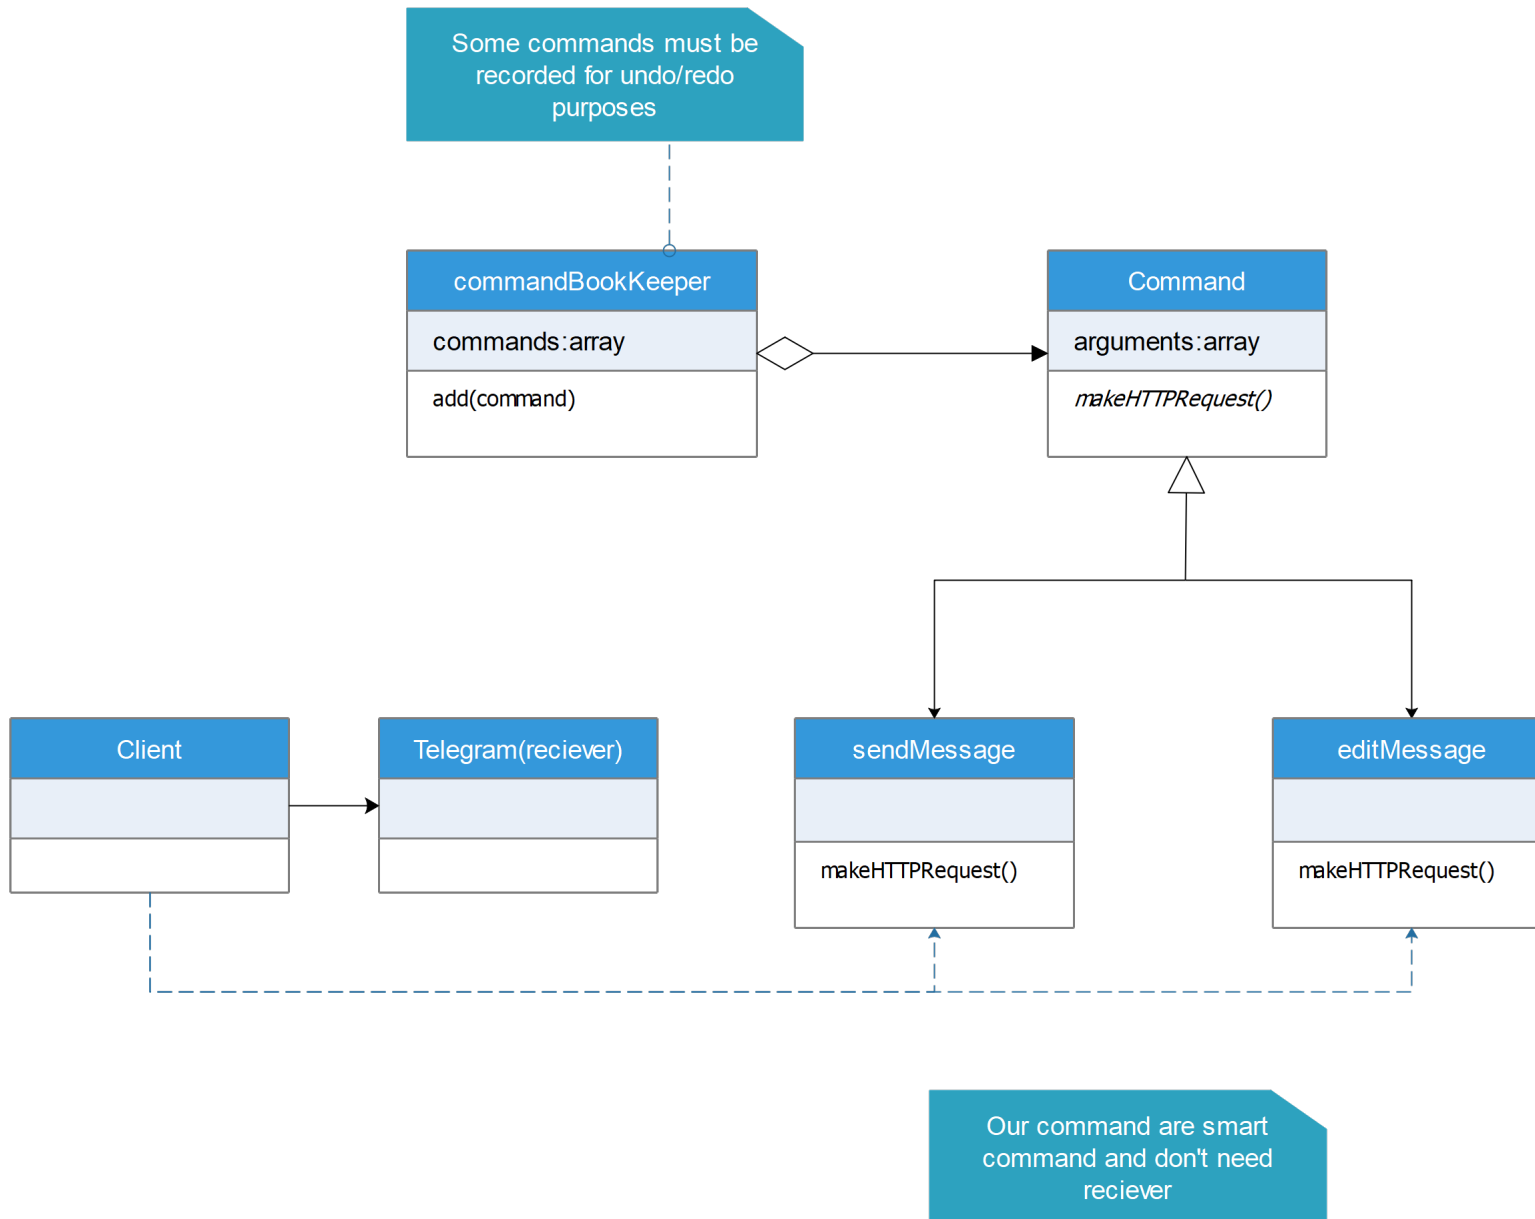 Some commands must be
recorded for undo/redo
purposes
commandBookKeeper
commands:array
add(command)
Command
arguments:array
makeHTTPRequest()
Client
Telegram(reciever)
sendMessage
makeHTTPRequest()
editMessage
makeHTTPRequest()
Our command are smart
command and don't need
reciever